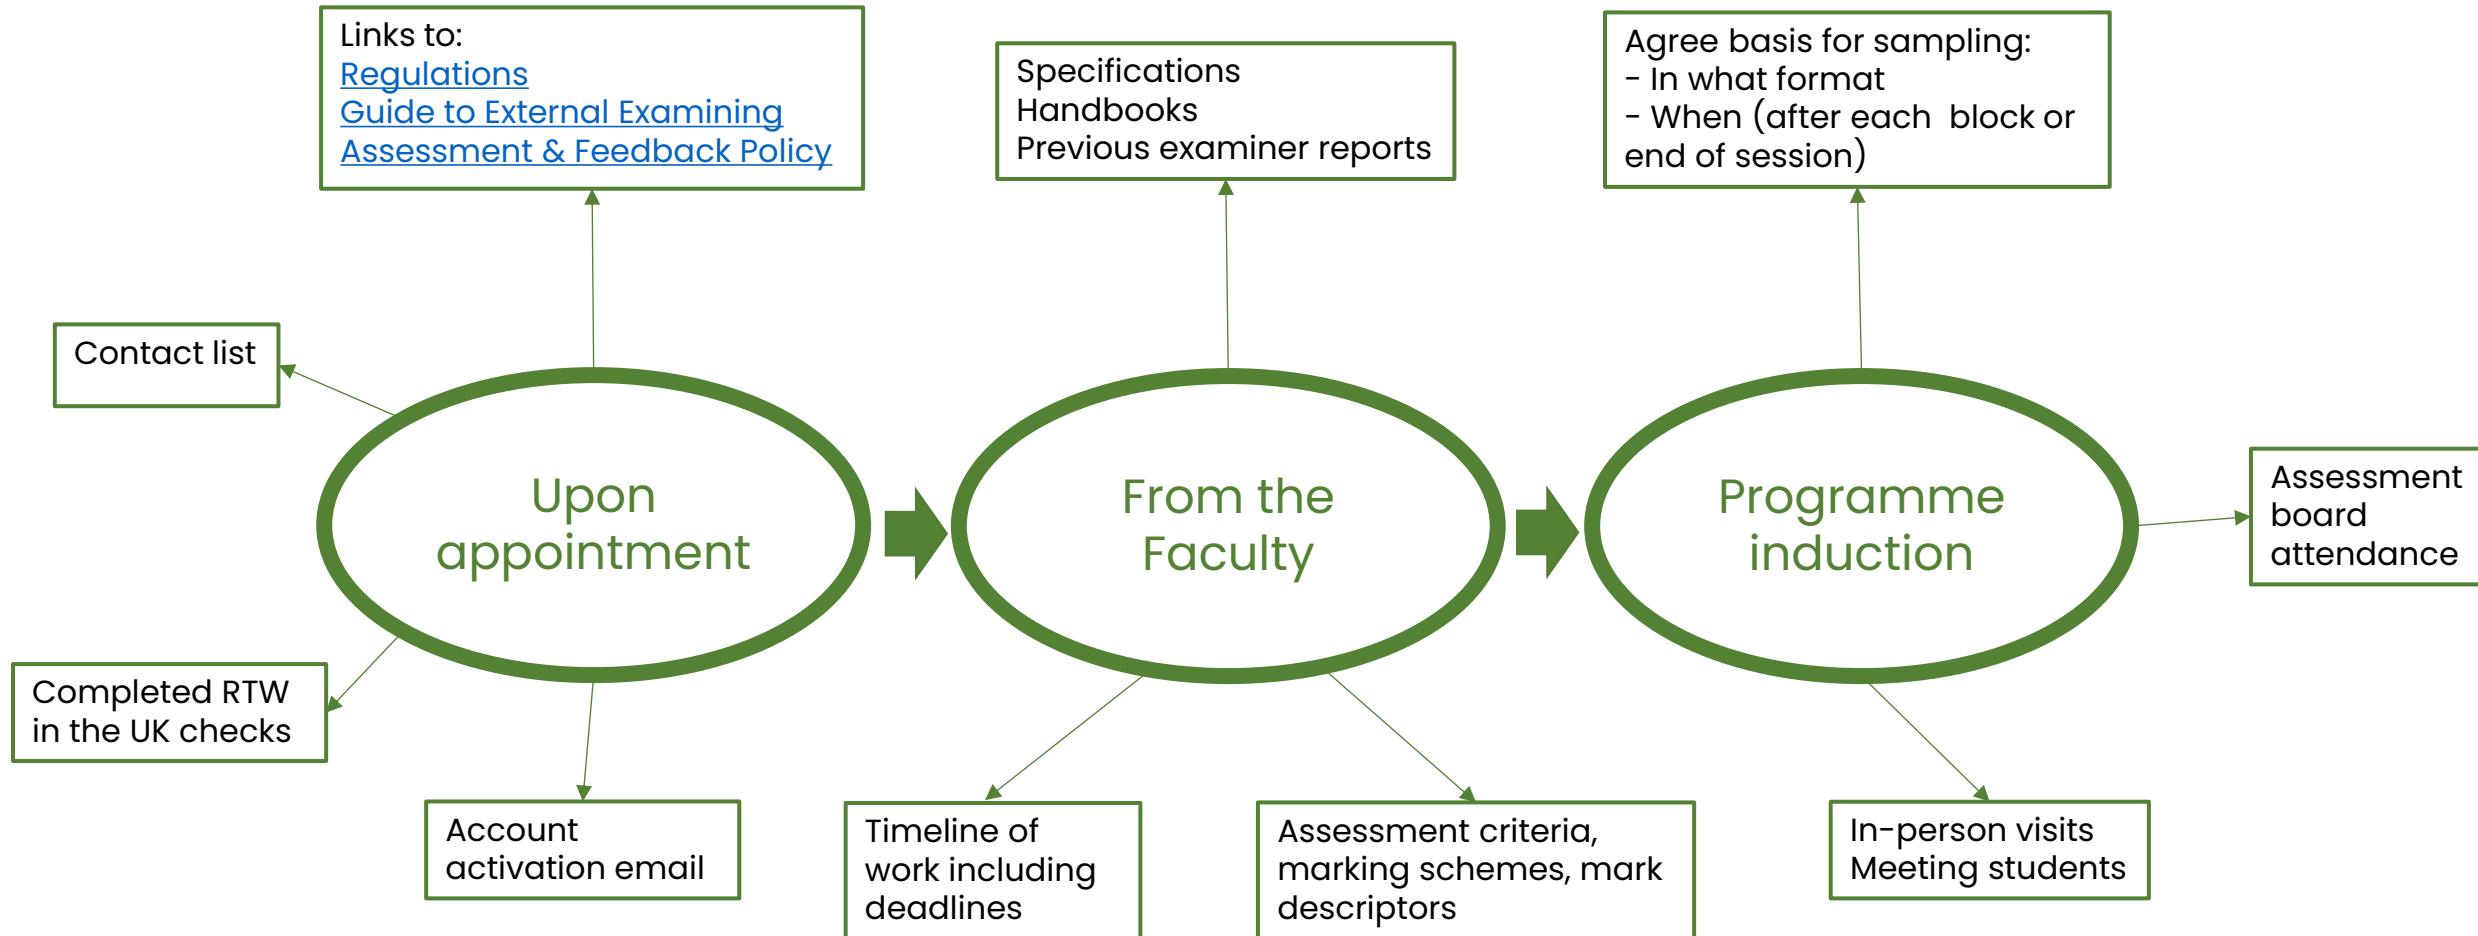 Links to:
Regulations
Guide to External Examining
Assessment & Feedback Policy
Specifications
Handbooks
Previous examiner reports
Agree basis for sampling:
- In what format
- When (after each  block or
end of session)
Contact list
Upon
appointment
From the
Faculty
Programme
induction
Assessment
board
attendance
Completed RTW
in the UK checks
Account
activation email
Timeline of
work including
deadlines
Assessment criteria,
marking schemes, mark
descriptors
In-person visits
Meeting students